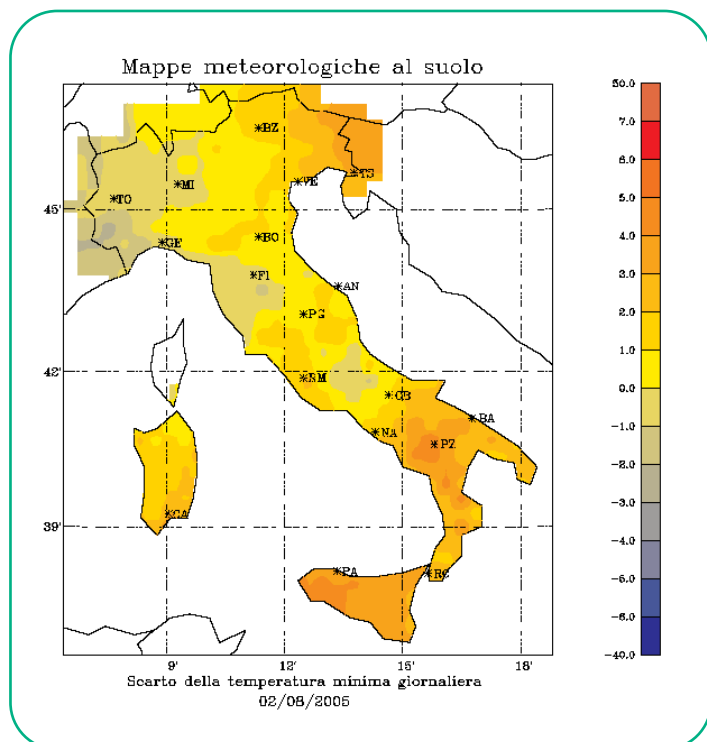 Mappe meteorologiche al suolo
50.0
7.0
6.0
5.0
4.0
3.0
2.0
1.0
0.0
-1.0
-2.0
-3.0
-4.0
-6.0
-6.0
-40.0
45'
42'
39'
9'
12'
15'
18'
*BZ
*TS
*VE
*MI
*TO
*BO
*GE
*FI
*AN
*PG
*RM
*CB
*BA
*NA
*PZ
*CA
*PA
*RC
Scarto della temperatura minima giornaliera
02/08/2005